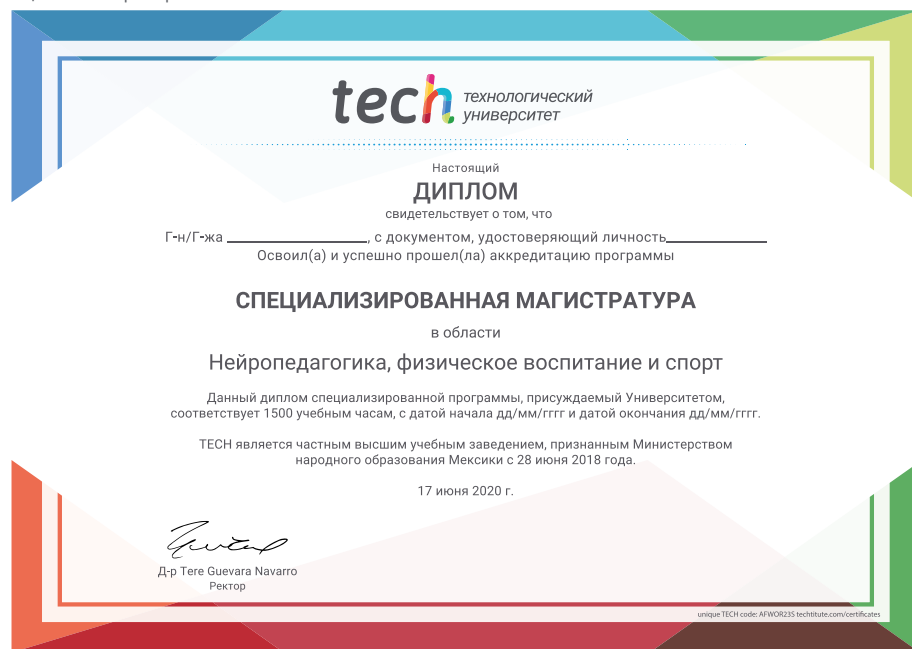 tech технологический
университет
Настоящий
ДИПЛОМ
свидетельствует о том, что
Г-н/Г-жа ____________________, с документом, удостоверяющий личность______________
Освоил(а) и успешно прошел(ла) аккредитацию программы
СПЕЦИАЛИЗИРОВАННАЯ МАГИСТРАТУРА
в области
Нейропедагогика, физическое воспитание и спорт
Данный диплом специализированной программы, присуждаемый Университетом,
соответствует 1500 учебным часам, с датой начала дд/мм/гггг и датой окончания дд/мм/гггг.
TECH является частным высшим учебным заведением, признанным Министерством
народного образования Мексики с 28 июня 2018 года.
17 июня 2020 г.
Д-р Tere Guevara Navarro
Ректор
unique TECH code: AFWOR23S techtitute.com/certificates